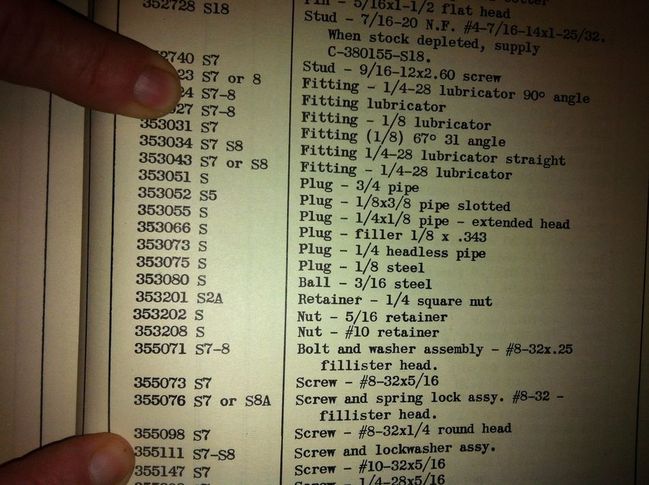 352728 S18 Pin - 5/16x1-1/2 flat head
Stud - 7/16-20 N.F. #4-7/16-14x1-25/32.
When stock depleted, supply
C-380155-S18.
740 S7 Stud - 9/16-12x2.60 screw
23 S7 or 8 Fitting - 1/4-28 lubricator 90° angle
24 S7-8 Fitting lubricator
027 S7-8 Fitting - 1/8 lubricator
353031 S7 Fitting (1/8) 67° 31 angle
353034 S7 S8 Fitting 1/4-28 lubricator straight
353043 S7 or S8 Fitting - 1/4-28 lubricator
353051 S Plug - 3/4 pipe
353052 S5 Plug - 1/8x3/8 pipe slotted
353055 S Plug - 1/4x1/8 pipe - extended head
353066 S Plug - filler 1/8 x .343
353073 S Plug - 1/4 headless pipe
353075 S Plug - 1/8 steel
353080 S Ball - 3/16 steel
353201 S2A Retainer - 1/4 square nut
353202 S Nut - 5/16 retainer
353208 S Nut - #10 retainer
355071 S7-8 Bolt and washer assembly - #8-32x.25
fillister head.
355073 S7 Screw - #8-32x5/16
355076 S7 or S8A Screw and spring lock assy. #8-32 -
fillister head.
355098 S7 Screw - #8-32x1/4 round head
355111 S7-S8 Screw and lockwasher assy.
355147 S7 Screw - #10-32x5/16
Screw - 1/4-28x5/16